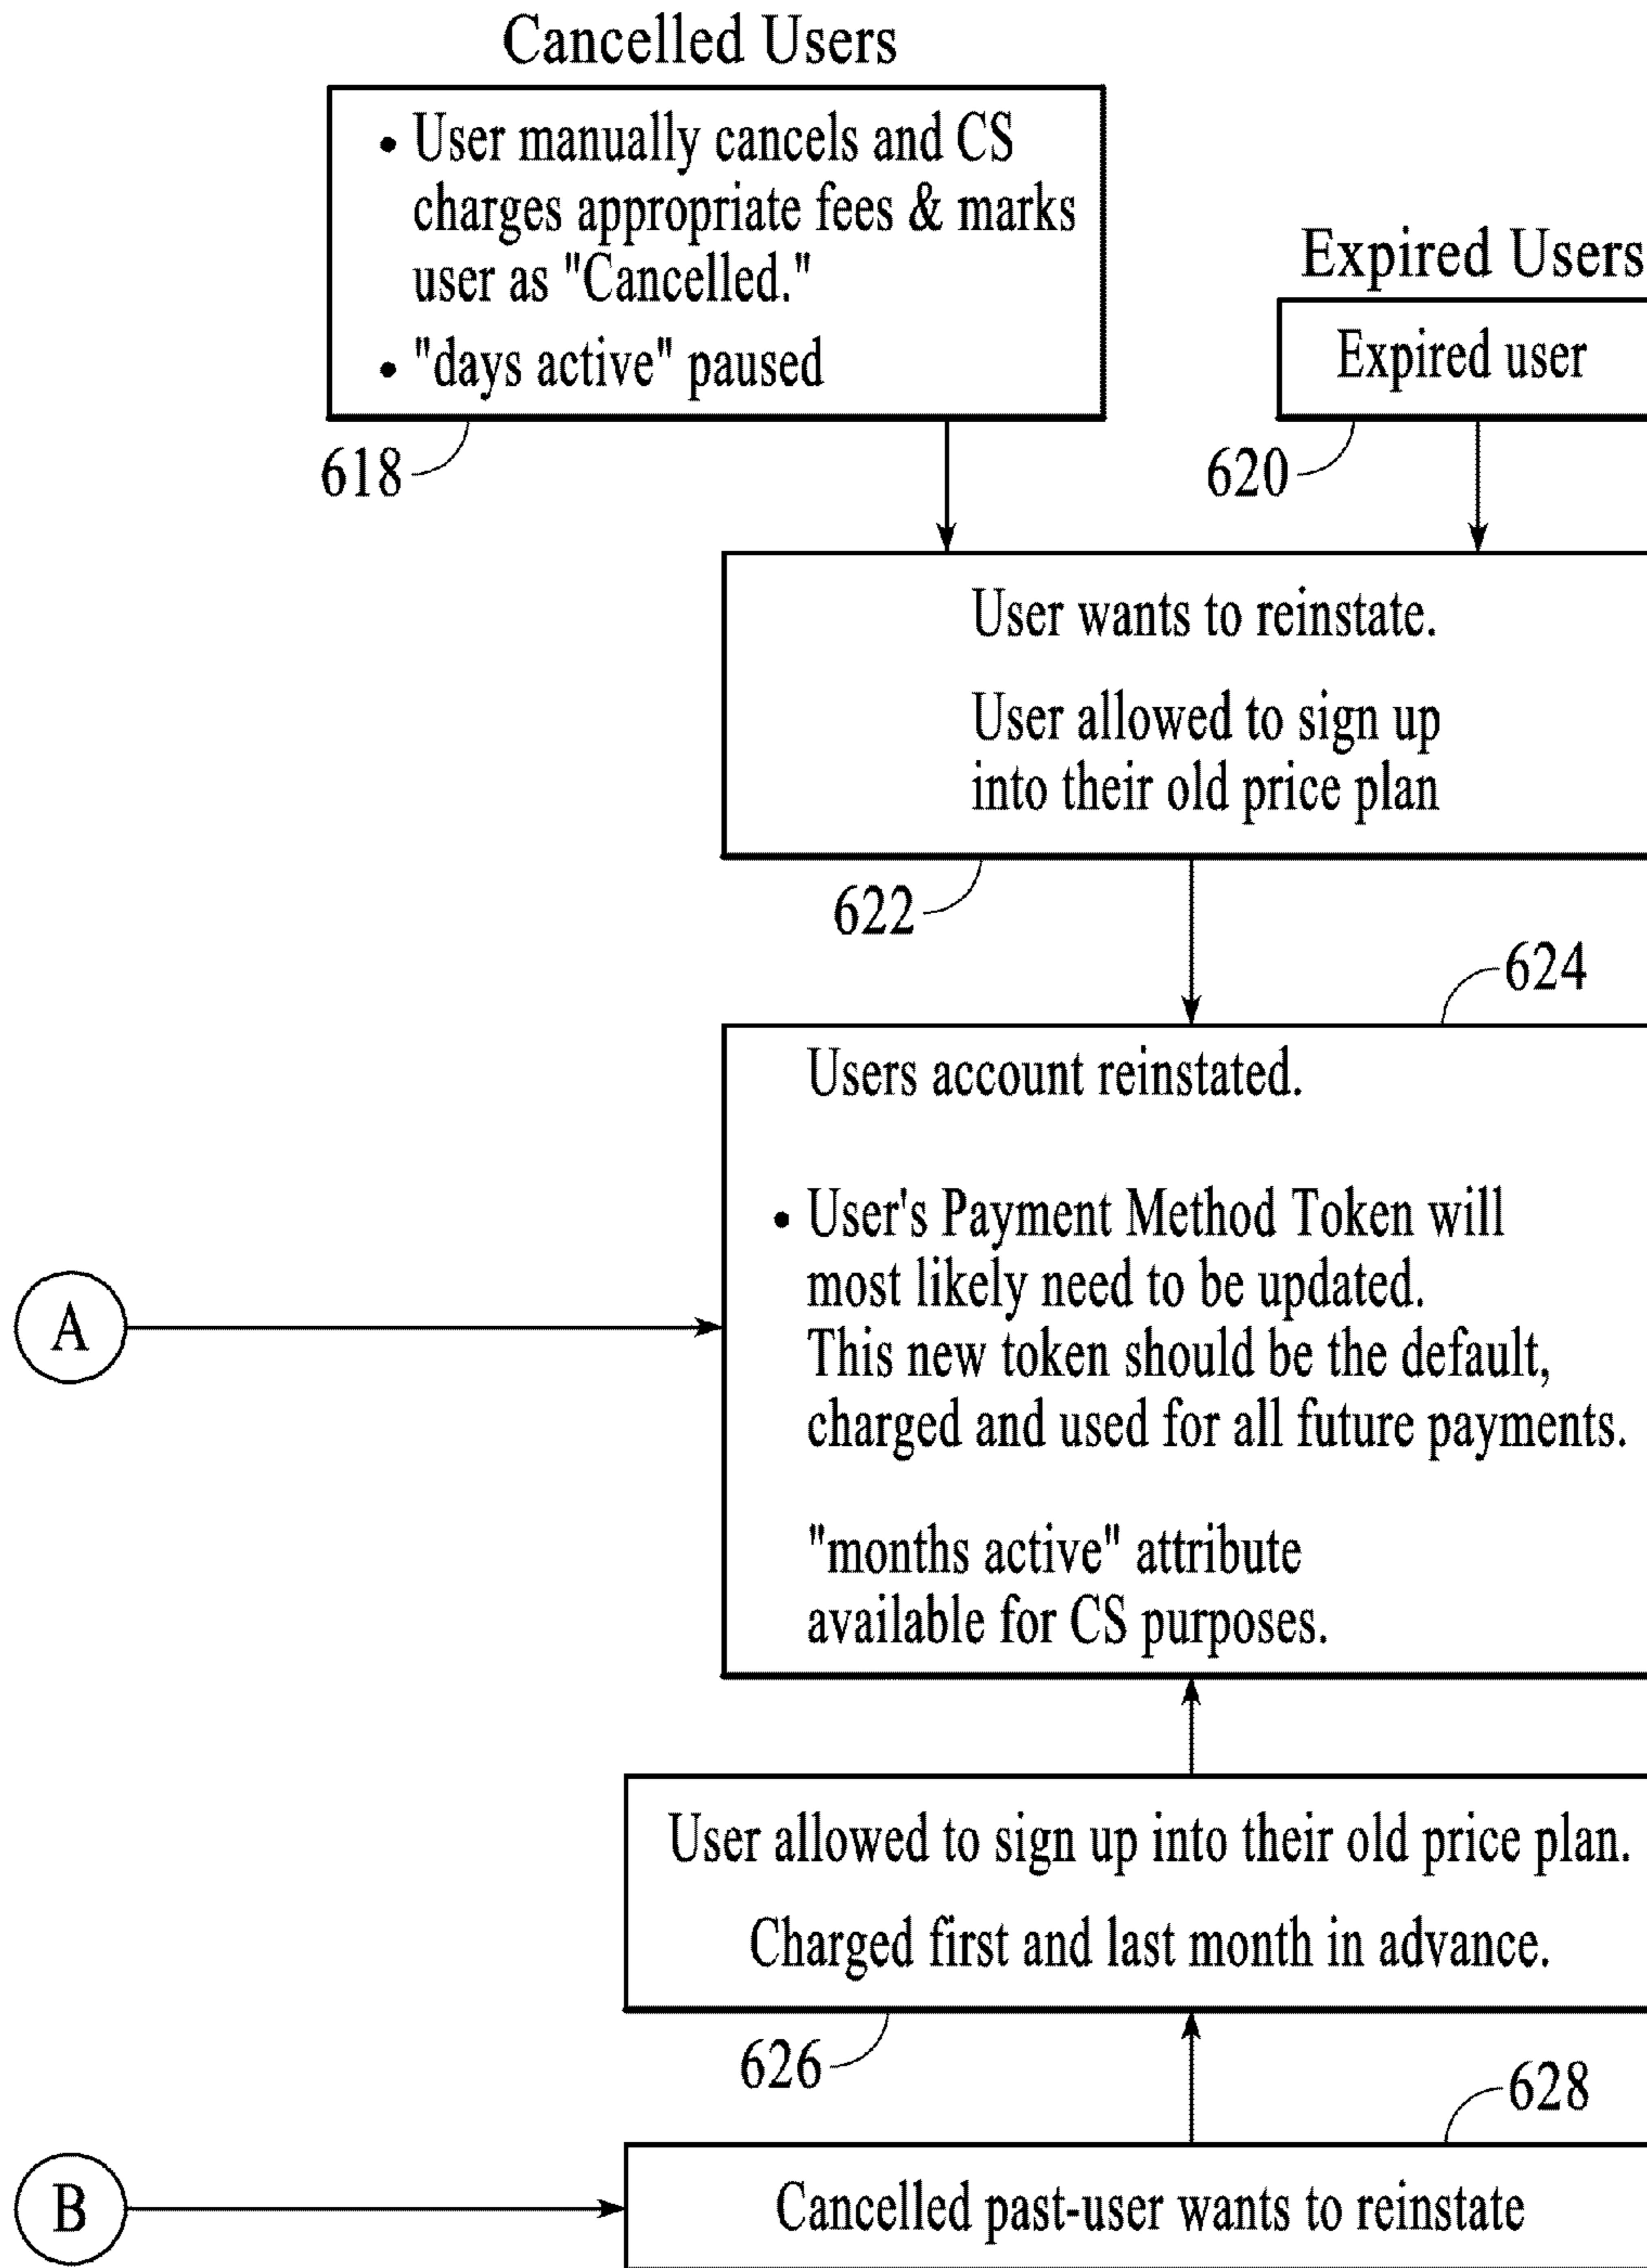 Cancelled Users
• User manually cancels and CS
charges appropriate fees & marks
user as "Cancelled."
• "days active" paused
618
Expired Users
Expired user
620
User wants to reinstate.
User allowed to sign up
into their old price plan
622
624
Users account reinstated.
• User's Payment Method Token will
most likely need to be updated.
This new token should be the default,
charged and used for all future payments.
"months active" attribute
available for CS purposes.
A
User allowed to sign up into their old price plan.
Charged first and last month in advance.
626
628
B
Cancelled past-user wants to reinstate